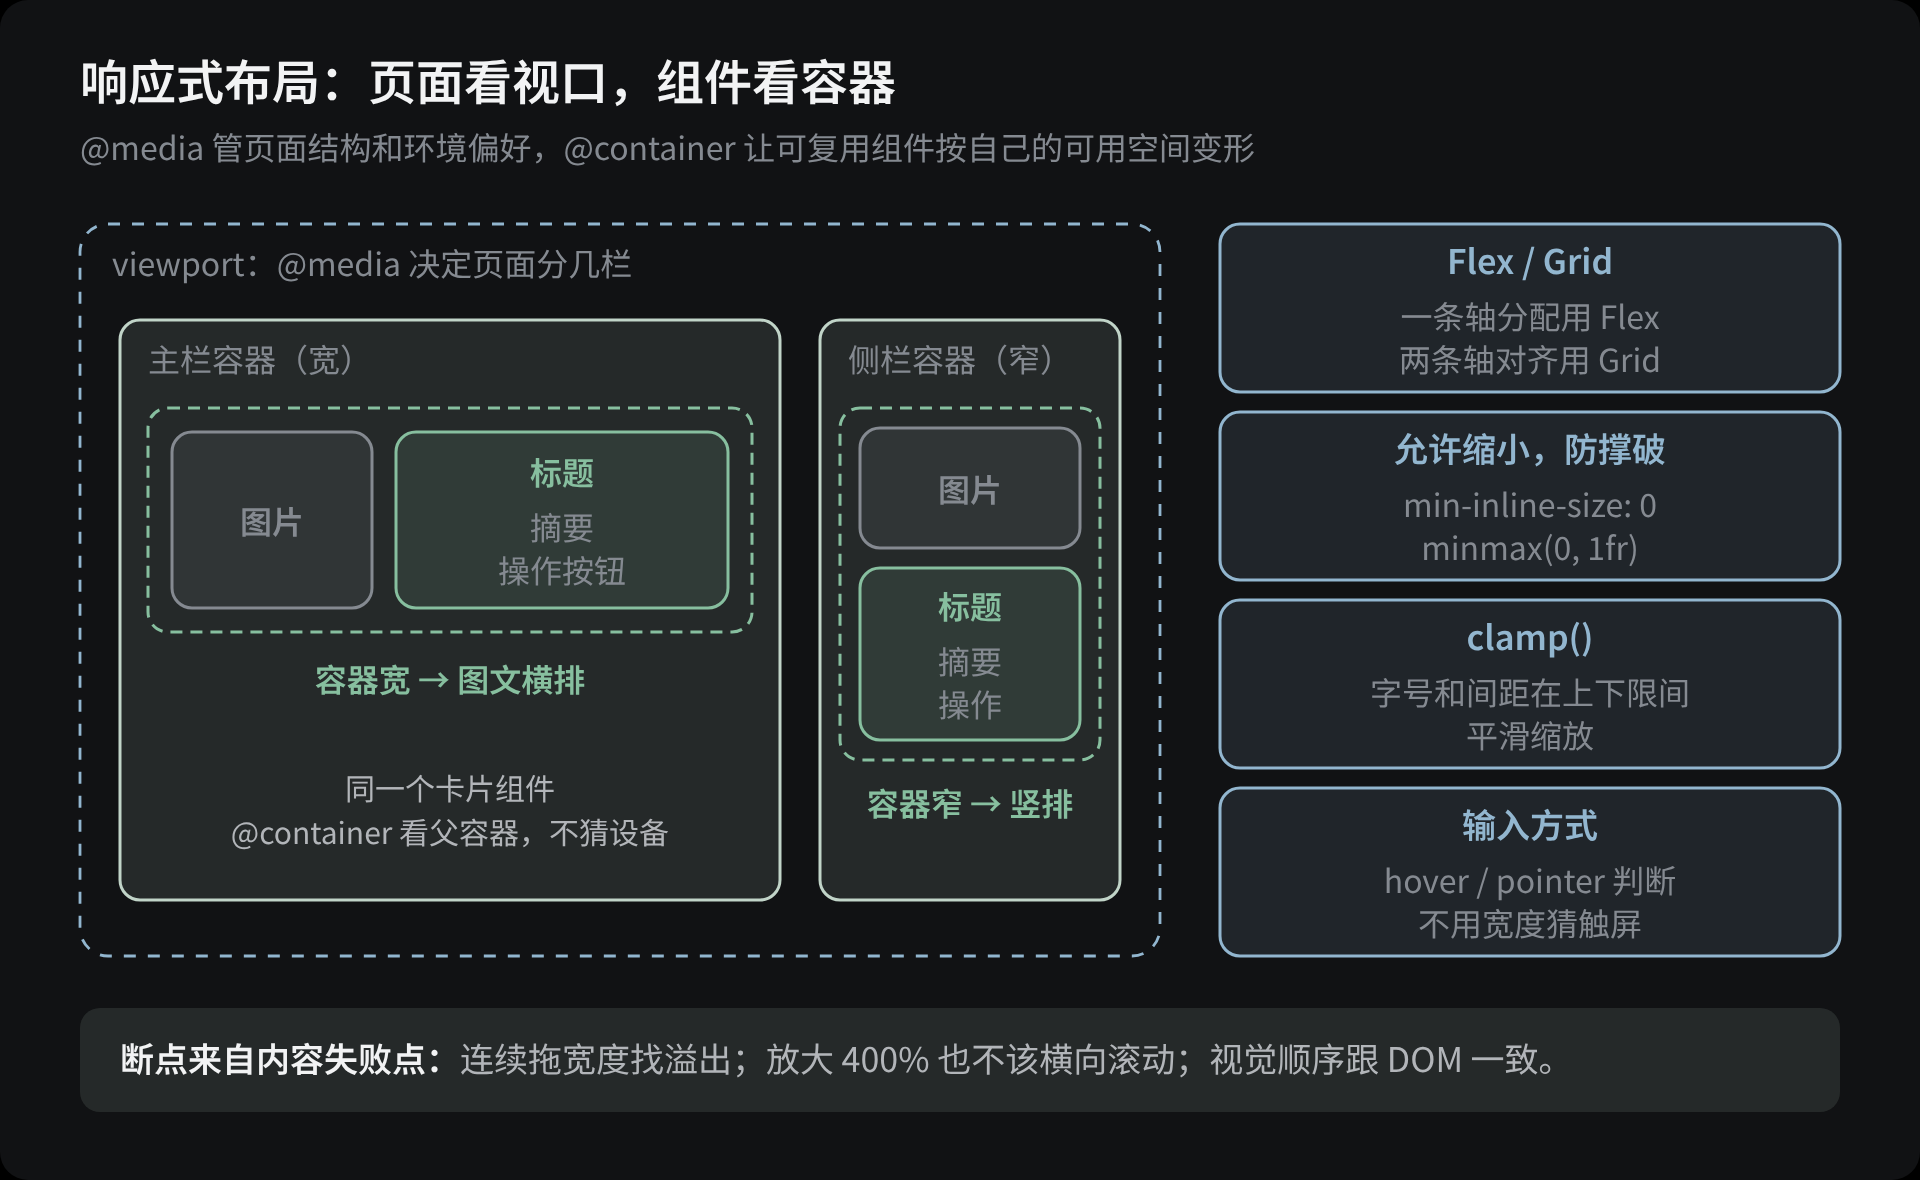 响应式布局：页面看视口，组件看容器
@media 管页面结构和环境偏好，@container 让可复用组件按自己的可用空间变形
viewport：@media 决定页面分几栏
主栏容器（宽）
图片
标题
摘要
操作按钮
容器宽 → 图文横排
同一个卡片组件
@container 看父容器，不猜设备
侧栏容器（窄）
图片
标题
摘要
操作
容器窄 → 竖排
Flex / Grid
一条轴分配用 Flex
两条轴对齐用 Grid
允许缩小，防撑破
min-inline-size: 0
minmax(0, 1fr)
clamp()
字号和间距在上下限间
平滑缩放
输入方式
hover / pointer 判断
不用宽度猜触屏
断点来自内容失败点：连续拖宽度找溢出；放大 400% 也不该横向滚动；视觉顺序跟 DOM 一致。